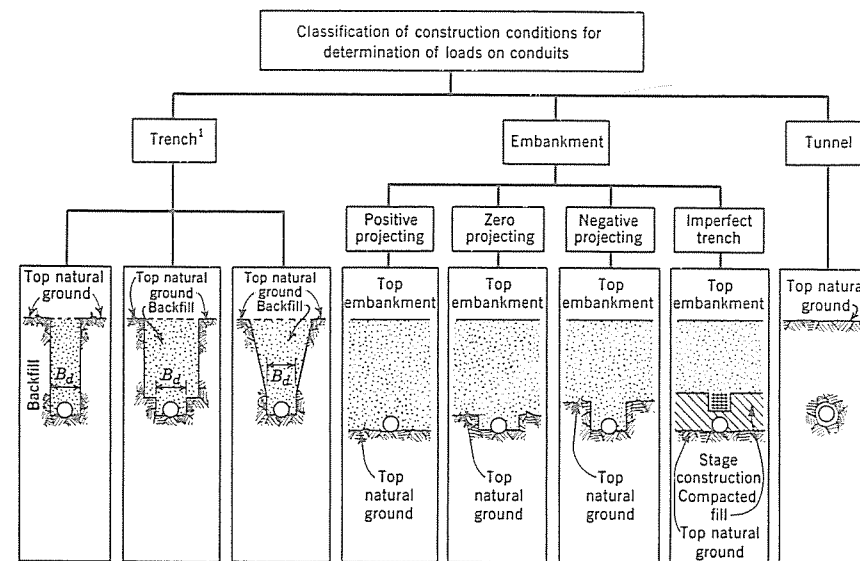 Classification of construction conditions for
determination of loads on conduits
Trench¹
Embankment
Tunnel
Positive
projecting
Zero
projecting
Negative
projecting
Imperfect
trench
Top natural
ground
Backfill
B_d
Top natural
ground
Backfill
B_d
Top natural
ground
Backfill
B_d
Top
embankment
Top
natural
ground
Top
embankment
Top
natural
ground
Top
embankment
Top
natural
ground
Top
embankment
Stage
construction
Compacted
fill
Top natural
ground
Top natural
ground